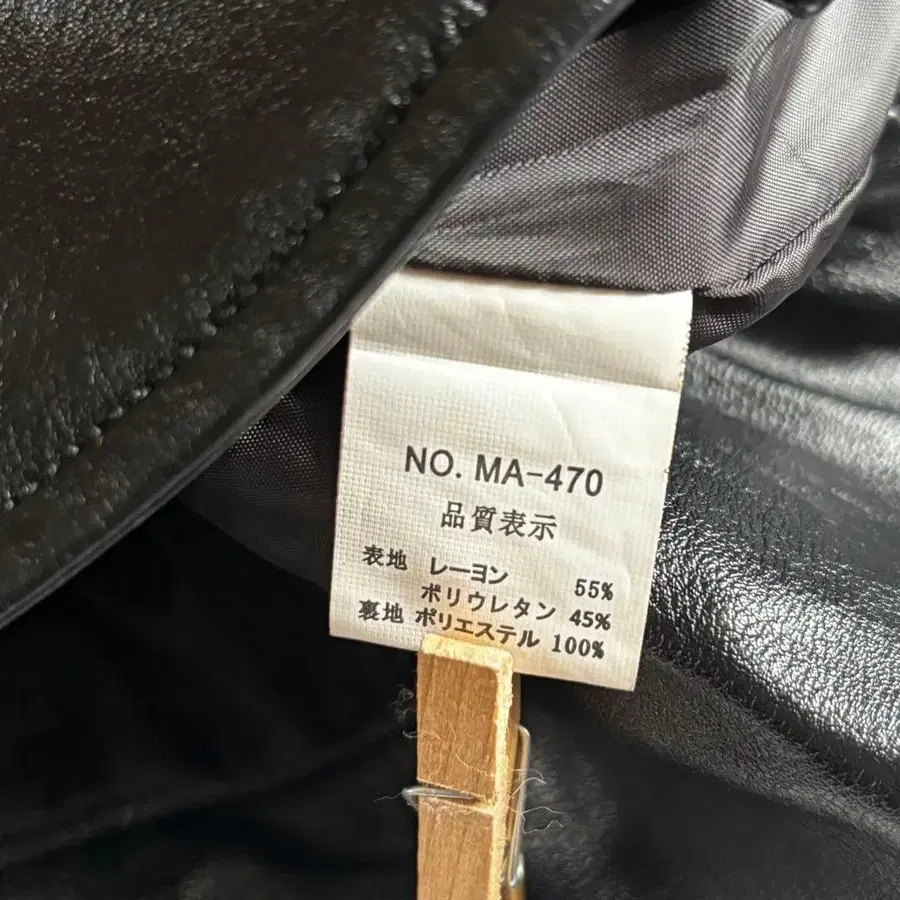 NO. MA-470
品質表示
表地 レーヨン 55%
ポリウレタン 45%
裏地 ポリエステル 100%